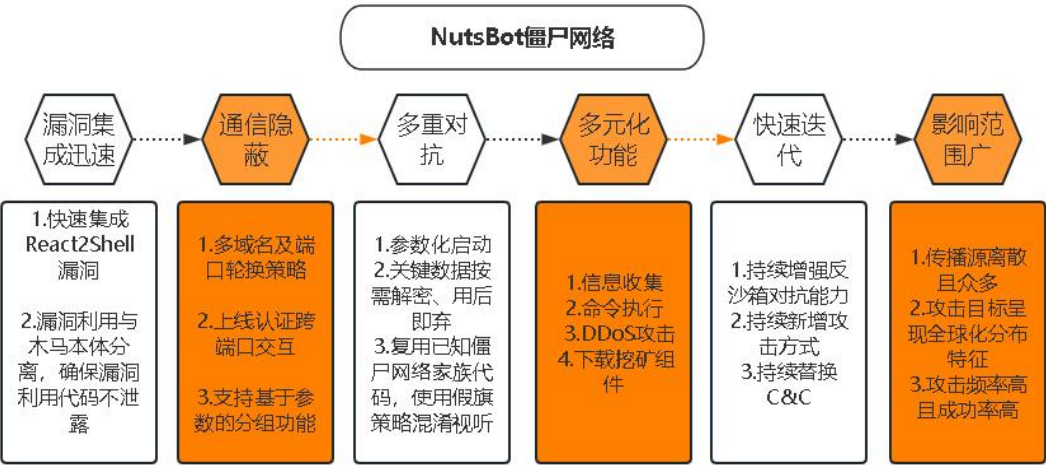 NutsBot僵尸网络
漏洞集
成迅速
通信隐
蔽
多重对
抗
多元化
功能
快速迭
代
影响范
围广
1.快速集成
React2Shell
漏洞
2.漏洞利用与
木马本体分
离，确保漏洞
利用代码不泄
露
1.多域名及端
口轮换策略
2.上线认证跨
端口交互
3.支持基于参
数的分组功能
1.参数化启动
2.关键数据按
需解密、用后
即弃
3.复用已知僵
尸网络家族代
码，使用假旗
策略混淆视听
1.信息收集
2.命令执行
3.DDoS攻击
4.下载挖矿组
件
1.持续增强反
沙箱对抗能力
2.持续新增攻
击方式
3.持续替换
C&C
1.传播源离散
且众多
2.攻击目标呈
现全球化分布
特征
3.攻击频率高
且成功率高